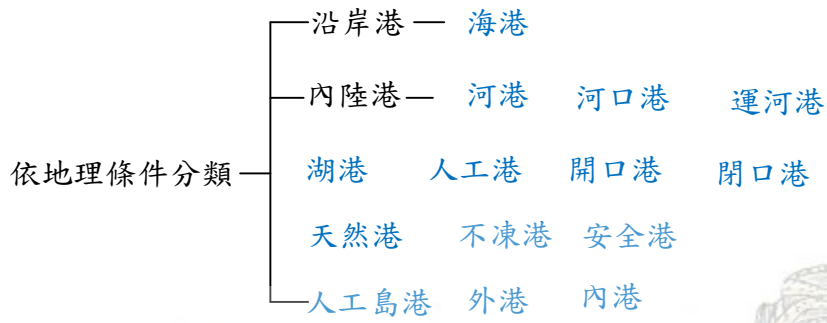 沿岸港 — 海港
內陸港 — 河港 河口港 運河港
依地理條件分類
湖港 人工港 開口港 閉口港
天然港 不凍港 安全港
人工島港 外港 內港